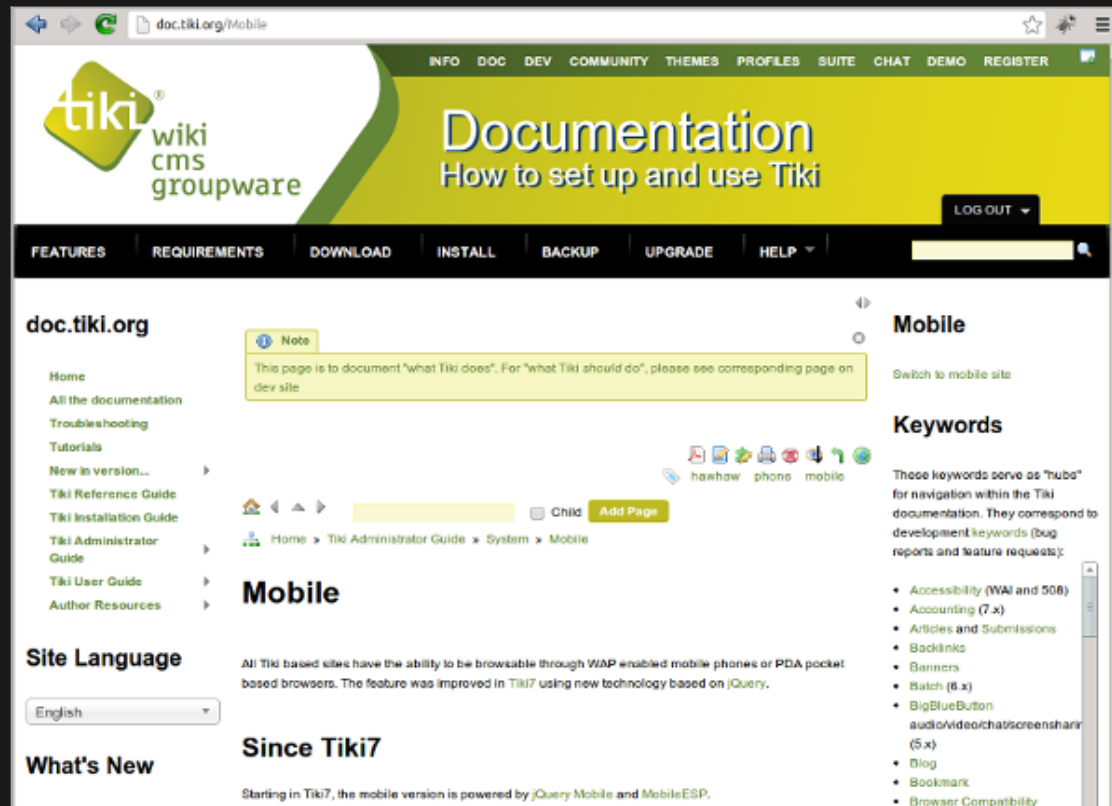 doc.tiki.org/Mobile
INFO DOC DEV COMMUNITY THEMES PROFILES SUITE CHAT DEMO REGISTER
tiki®
wiki
cms
groupware
Documentation
How to set up and use Tiki
LOG OUT
FEATURES REQUIREMENTS DOWNLOAD INSTALL BACKUP UPGRADE HELP
doc.tiki.org
Home
All the documentation
Troubleshooting
Tutorials
New in version...
Tiki Reference Guide
Tiki Installation Guide
Tiki Administrator
Guide
Tiki User Guide
Author Resources
Site Language
English
What's New
Note
This page is to document "what Tiki does". For "what Tiki should do", please see corresponding page on
dev site
hawhaw phone mobile
Child Add Page
Home » Tiki Administrator Guide » System » Mobile
Mobile
All Tiki based sites have the ability to be browsable through WAP enabled mobile phones or PDA pocket
based browsers. The feature was improved in Tiki7 using new technology based on jQuery.
Since Tiki7
Starting in Tiki7, the mobile version is powered by jQuery Mobile and MobileESP.
Mobile
Switch to mobile site
Keywords
These keywords serve as "hubs"
for navigation within the Tiki
documentation. They correspond to
development keywords (bug
reports and feature requests):
Accessibility (WAI and 508)
Accounting (7.x)
Articles and Submissions
Backlinks
Banners
Batch (6.x)
BigBlueButton
audio/video/chat/screensharin
(5.x)
Blog
Bookmark
Browser Compatibility